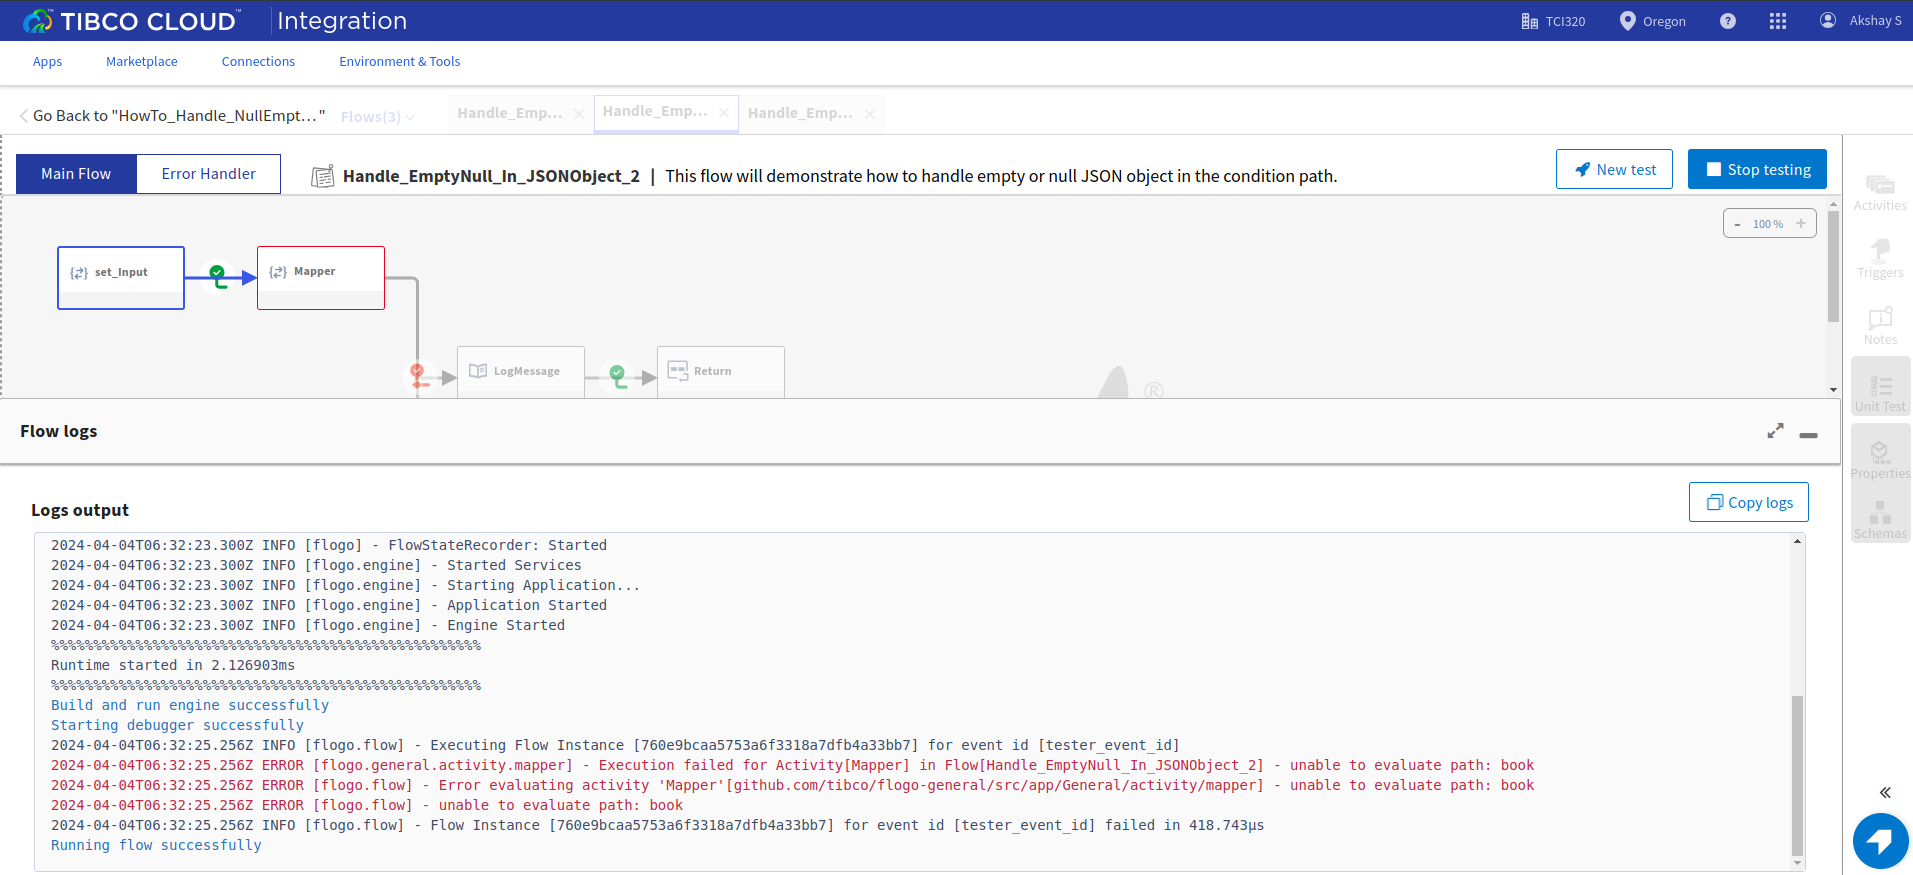 TIBCO CLOUD™ Integration
TCI320
Oregon
?
Akshay S
Apps
Marketplace
Connections
Environment & Tools
Go Back to "HowTo_Handle_NullEmpt..."
Flows(3)
Handle_Emp...
Handle_Emp...
Handle_Emp...
Main Flow
Error Handler
Handle_EmptyNull_In_JSONObject_2 | This flow will demonstrate how to handle empty or null JSON object in the condition path.
New test
Stop testing
- 100 % +
set_Input
Mapper
LogMessage
Return
®
Activities
Triggers
Notes
Unit Test
Properties
Schemas
Flow logs
Logs output
Copy logs
2024-04-04T06:32:23.300Z INFO [flogo] - FlowStateRecorder: Started
2024-04-04T06:32:23.300Z INFO [flogo.engine] - Started Services
2024-04-04T06:32:23.300Z INFO [flogo.engine] - Starting Application...
2024-04-04T06:32:23.300Z INFO [flogo.engine] - Application Started
2024-04-04T06:32:23.300Z INFO [flogo.engine] - Engine Started
%%%%%%%%%%%%%%%%%%%%%%%%%%%%%%%%%%%%%%%%%%%%%%%%%%%
Runtime started in 2.126903ms
%%%%%%%%%%%%%%%%%%%%%%%%%%%%%%%%%%%%%%%%%%%%%%%%%%%
Build and run engine successfully
Starting debugger successfully
2024-04-04T06:32:25.256Z INFO [flogo.flow] - Executing Flow Instance [760e9bcaa5753a6f3318a7dfb4a33bb7] for event id [tester_event_id]
2024-04-04T06:32:25.256Z ERROR [flogo.general.activity.mapper] - Execution failed for Activity[Mapper] in Flow[Handle_EmptyNull_In_JSONObject_2] - unable to evaluate path: book
2024-04-04T06:32:25.256Z ERROR [flogo.flow] - Error evaluating activity 'Mapper'[github.com/tibco/flogo-general/src/app/General/activity/mapper] - unable to evaluate path: book
2024-04-04T06:32:25.256Z ERROR [flogo.flow] - unable to evaluate path: book
2024-04-04T06:32:25.256Z INFO [flogo.flow] - Flow Instance [760e9bcaa5753a6f3318a7dfb4a33bb7] for event id [tester_event_id] failed in 418.743µs
Running flow successfully